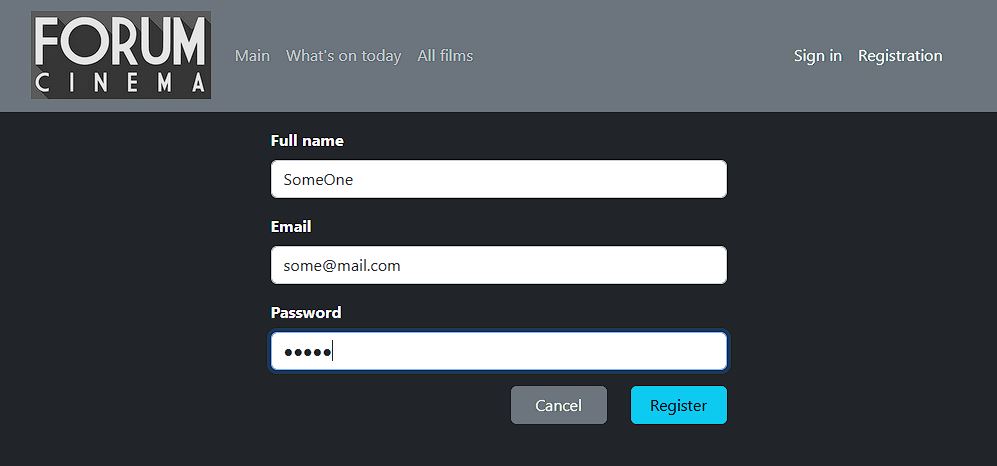 FORUM
CINEMA
Main What's on today All films
Sign in Registration
Full name
SomeOne
Email
some@mail.com
Password
●●●●●
Cancel Register